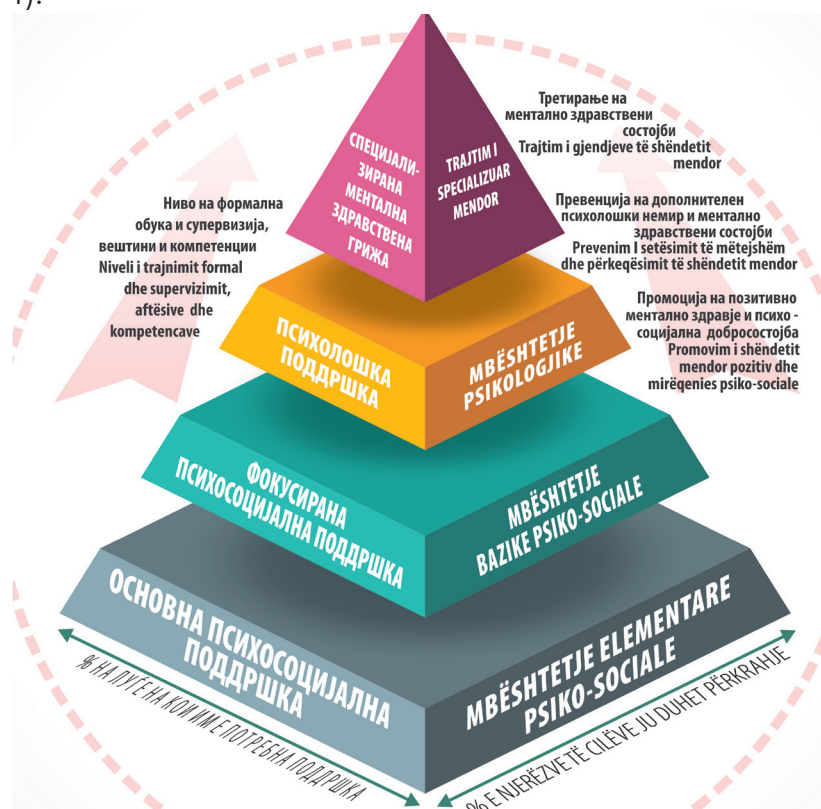 1).
СПЕЦИЈАЛИ-
ЗИРАНА
МЕНТАЛНА
ЗДРАВСТВЕНА
ГРИЖА
TRAJTIM I
SPECIALIZUAR
MENDOR
Третирање на
ментално здравствени
состојби
Trajtim i gjendjeve të shëndetit
mendor
Ниво на формална
обука и супервизија,
вештини и компетенции
Niveli i trajnimit formal
dhe supervizimit,
aftësive dhe
kompetencave
Превенција на дополнителен
психолошки немир и ментално
здравствени состојби
Prevenim I setësimit të mëtejshëm
dhe përkeqësimit të shëndetit mendor
Промоција на позитивно
ментално здравје и психо -
социјална добросостојба
Promovim i shëndetit
mendor pozitiv dhe
mirëqenies psiko-sociale
ПСИХОЛОШКА
ПОДДРШКА
MBËSHTETJE
PSIKOLOGJIKE
ФОКУСИРАНА
ПСИХОСОЦИЈАЛНА ПОДДРШКА
MBËSHTETJE
BAZIKE PSIKO-SOCIALE
ОСНОВНА ПСИХОСОЦИЈАЛНА
ПОДДРШКА
MBËSHTETJE ELEMENTARE
PSIKO-SOCIALE
% НА ЛУЃЕ НА КОИ ИМ Е ПОТРЕБНА ПОДДРШКА
% E NJERËZVE TË CILËVE JU DUHET PËRKRAHJE